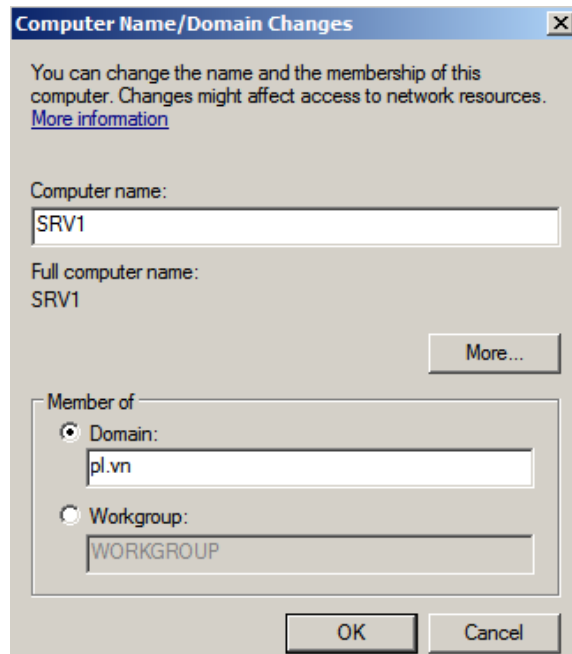 Computer Name/Domain Changes
You can change the name and the membership of this
computer. Changes might affect access to network resources.
More information
Computer name:
SRV1
Full computer name:
SRV1
More...
Member of
Domain:
pl.vn
Workgroup:
WORKGROUP
OK
Cancel